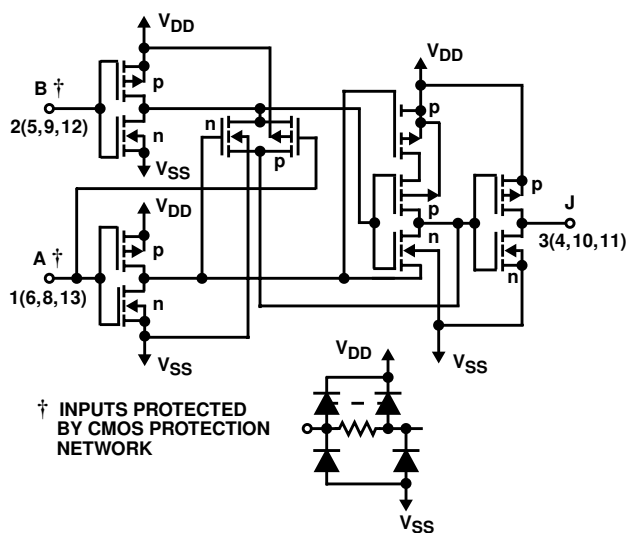 VDD
B †
p
2(5,9,12)
n
VSS
n
p
VDD
A †
p
1(6,8,13)
n
VSS
VDD
p
p
n
p
J
3(4,10,11)
n
VSS
VDD
† INPUTS PROTECTED
BY CMOS PROTECTION
NETWORK
VSS